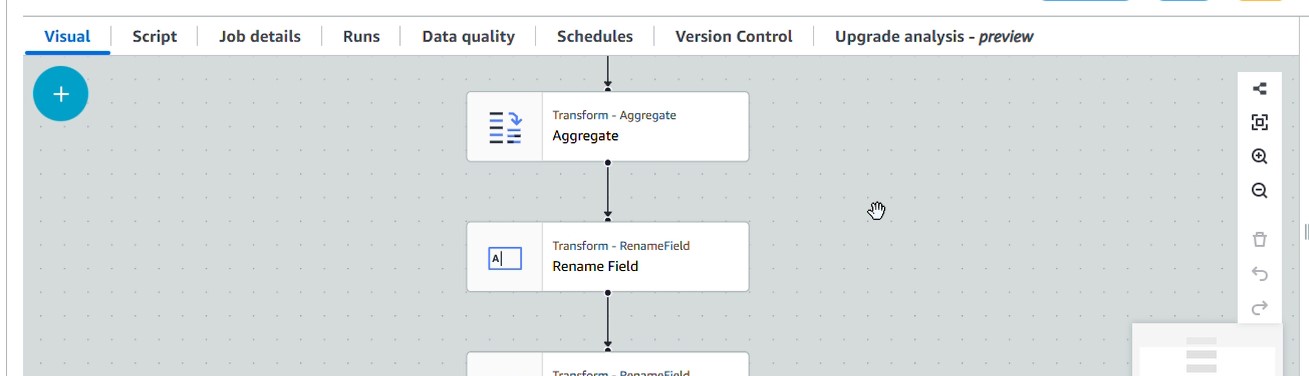 Visual Script Job details Runs Data quality Schedules Version Control Upgrade analysis - preview
+
Transform - Aggregate
Aggregate
Transform - RenameField
A
Rename Field
Transform - RenameField